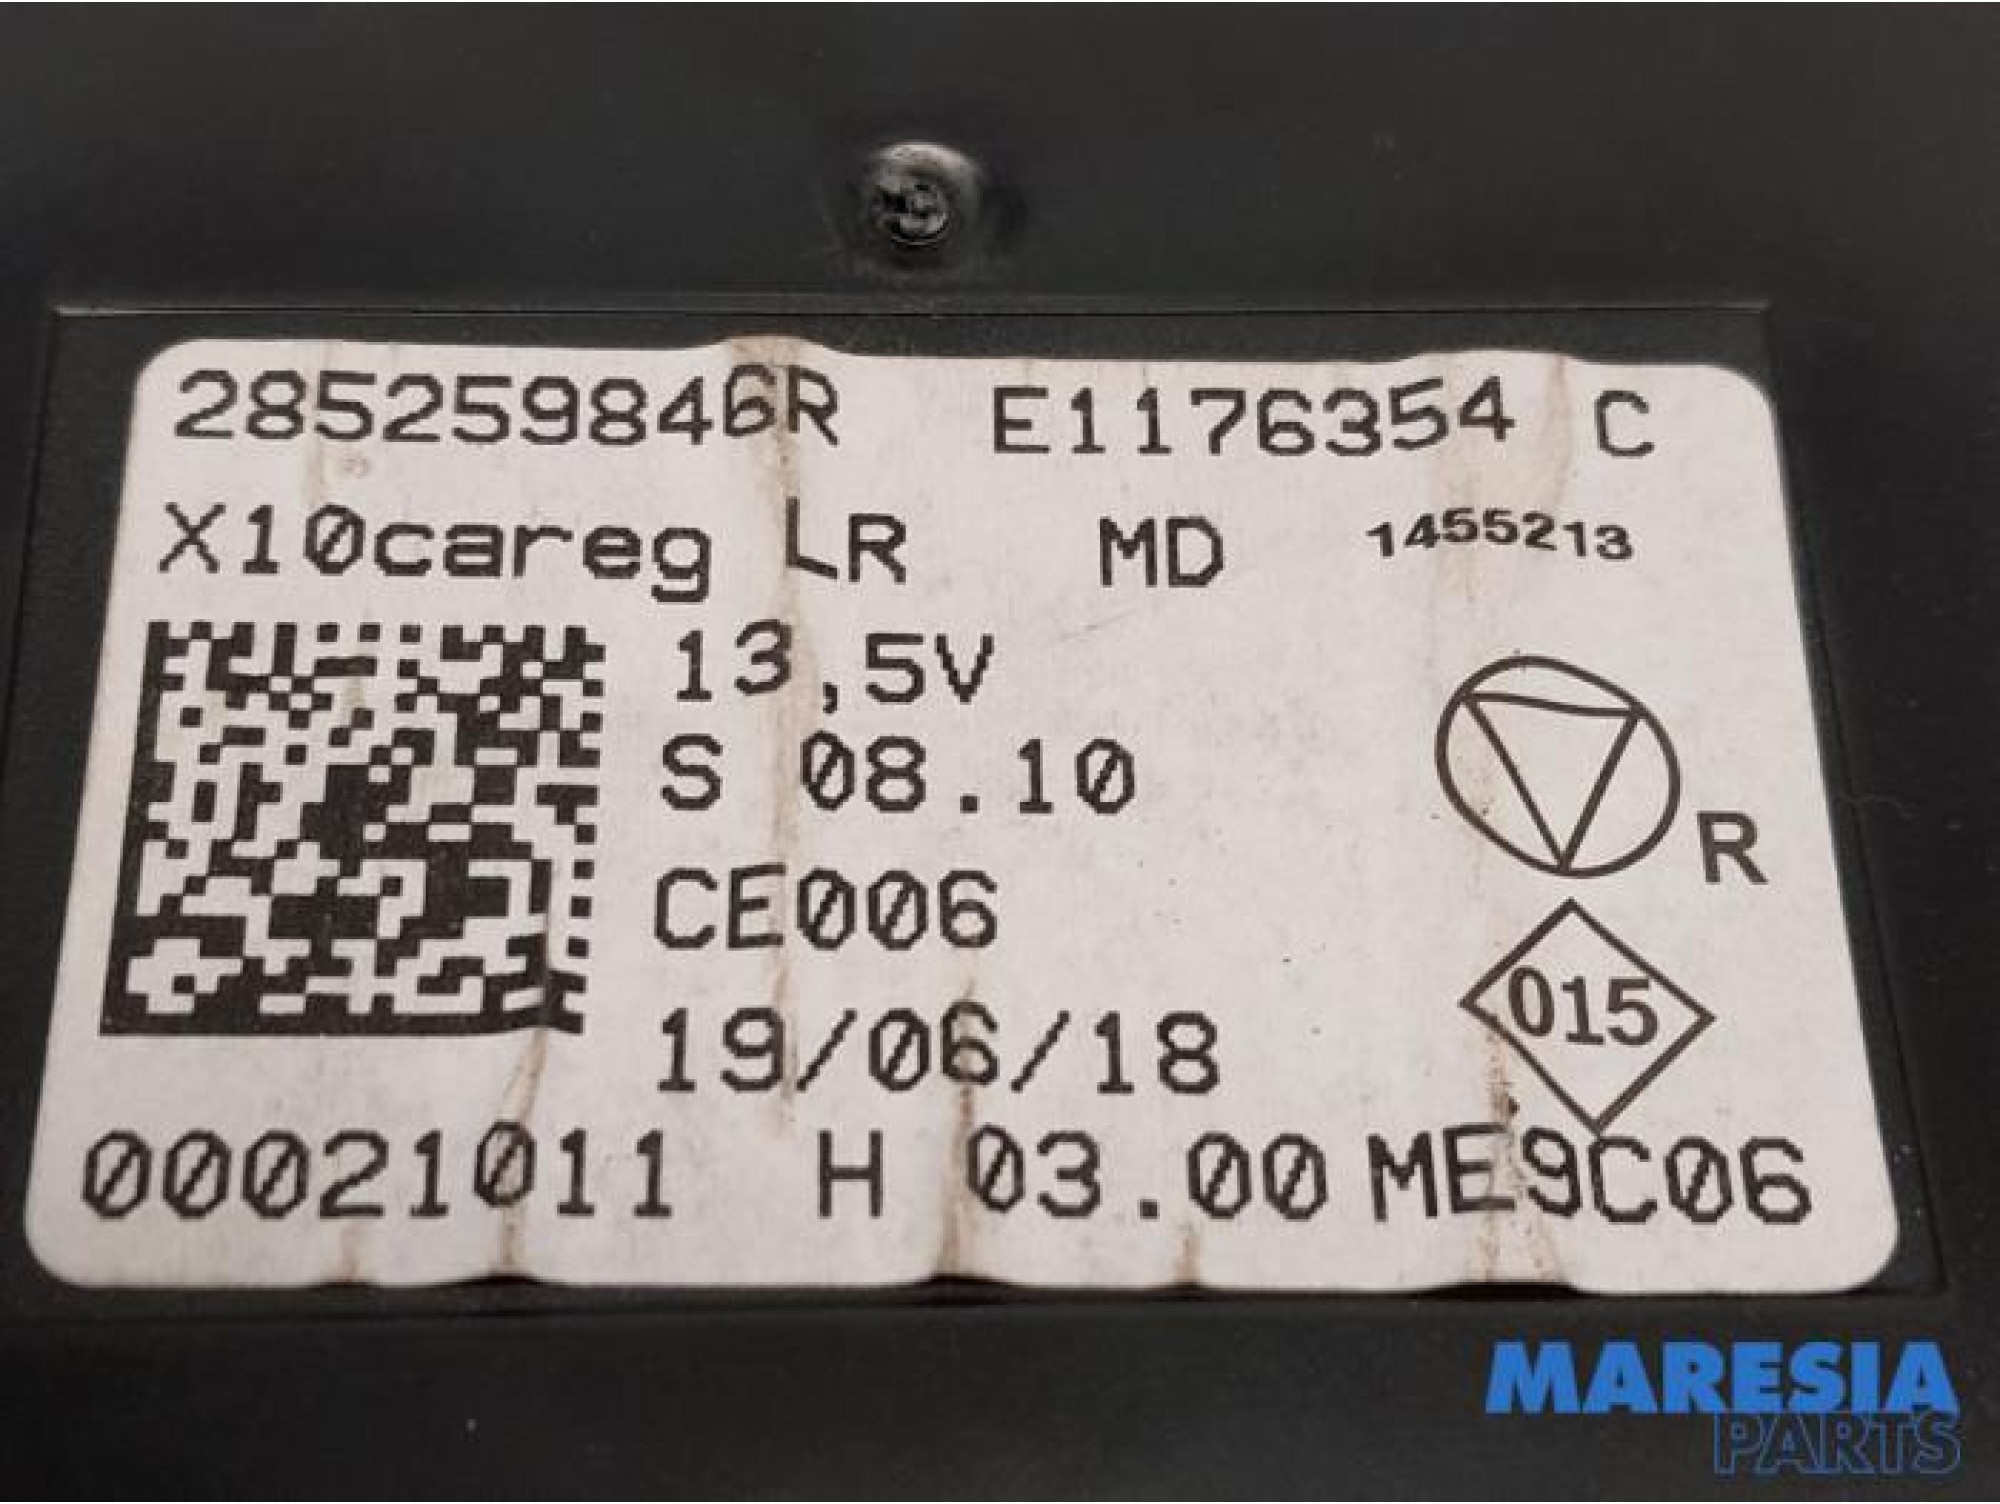 285259846R E1176354 C
X10careg LR MD 1455213
13,5V
S 08.10
R
CE006
015
19/06/18
00021011 H 03.00 ME9C06
MARESIA
PARTS